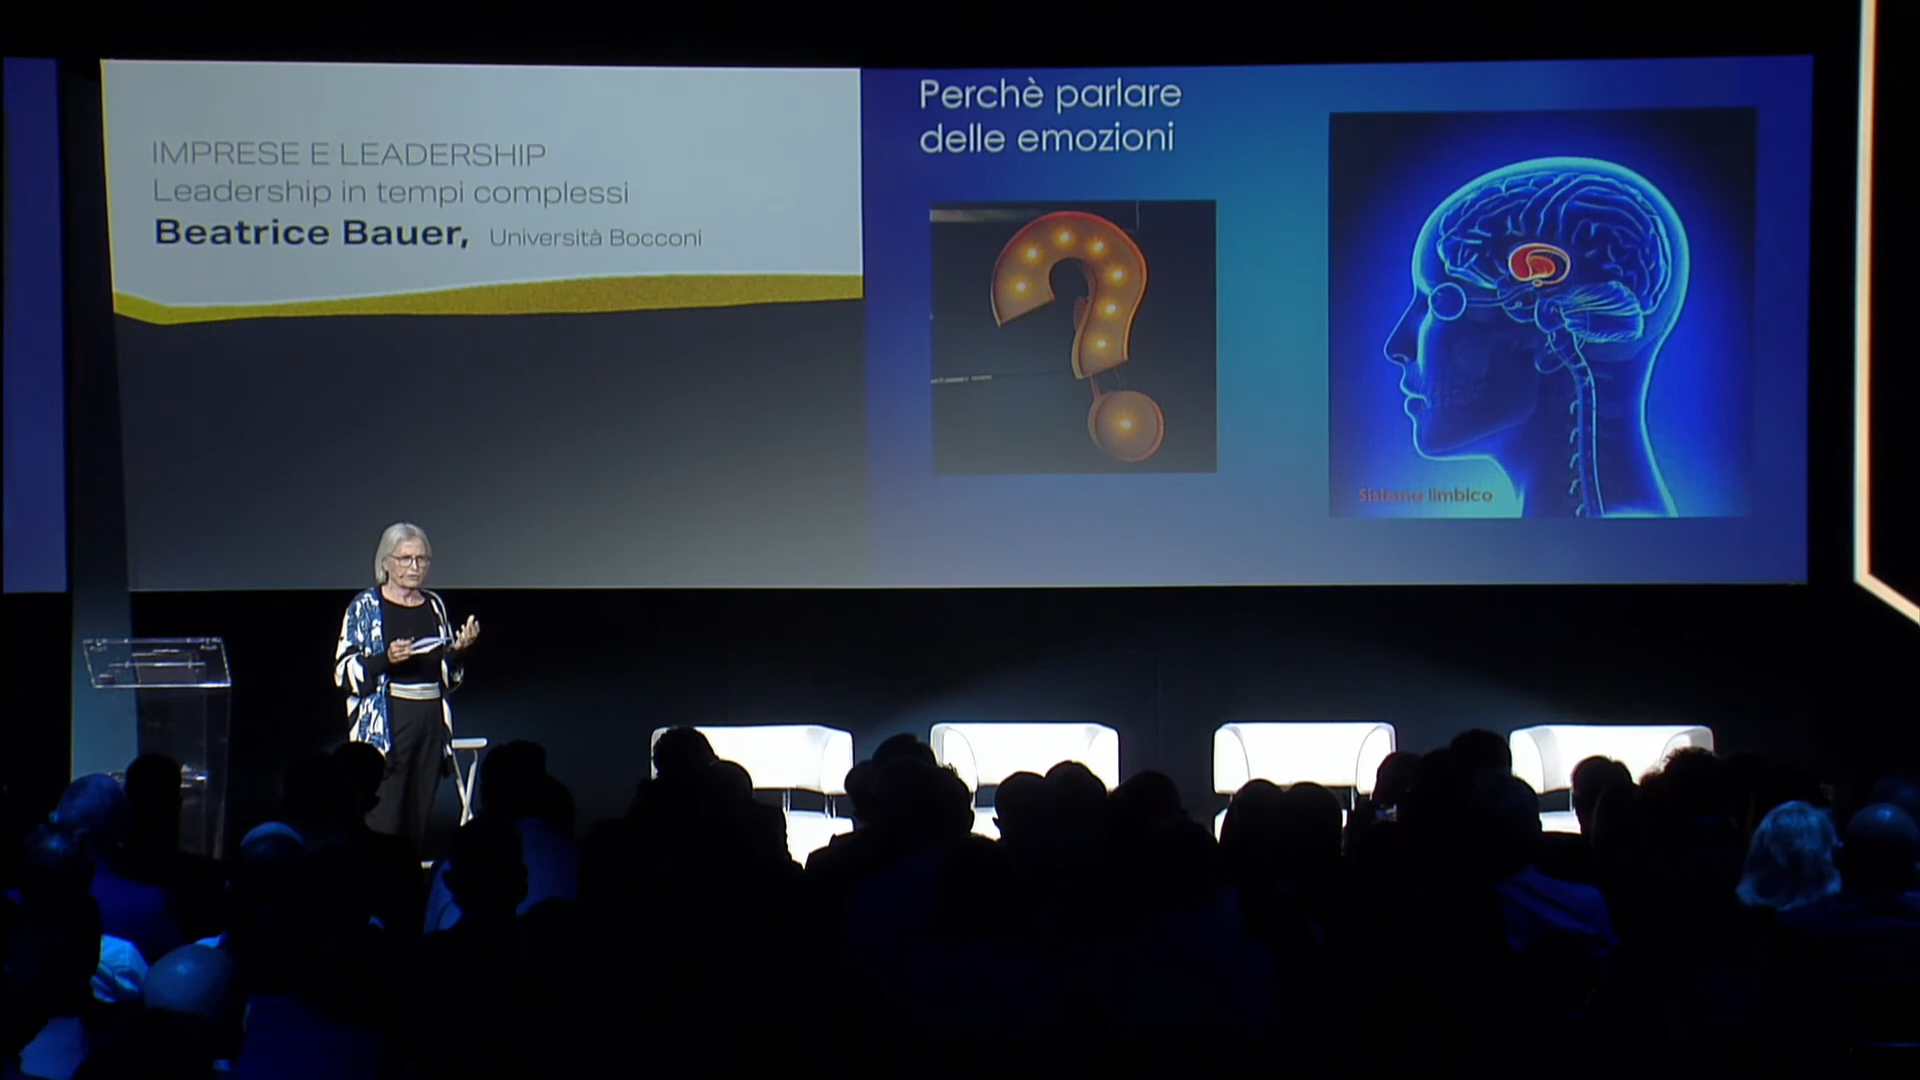 IMPRESE E LEADERSHIP
Leadership in tempi complessi
Beatrice Bauer, Università Bocconi
Perchè parlare
delle emozioni
Sistema limbico